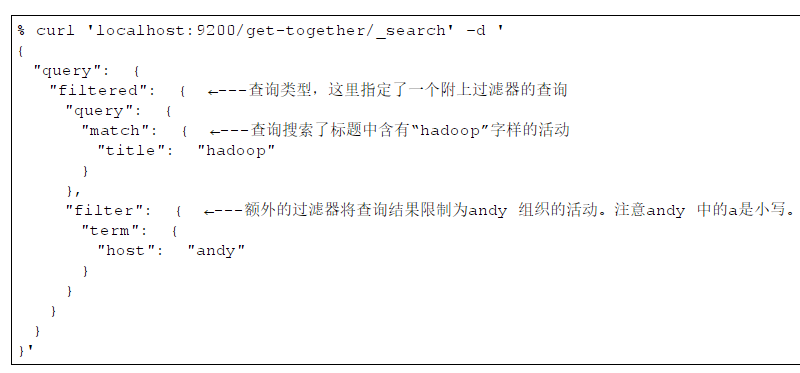 % curl 'localhost:9200/get-together/_search' -d '
{
  "query":  {
    "filtered":  {  ←---查询类型，这里指定了一个附上过滤器的查询
      "query":  {
        "match":  {  ←---查询搜索了标题中含有“hadoop”字样的活动
          "title":  "hadoop"
        }
      },
      "filter":  {  ←---额外的过滤器将查询结果限制为andy 组织的活动。注意andy 中的a是小写。
        "term":  {
          "host":  "andy"
        }
      }
    }
  }
}'